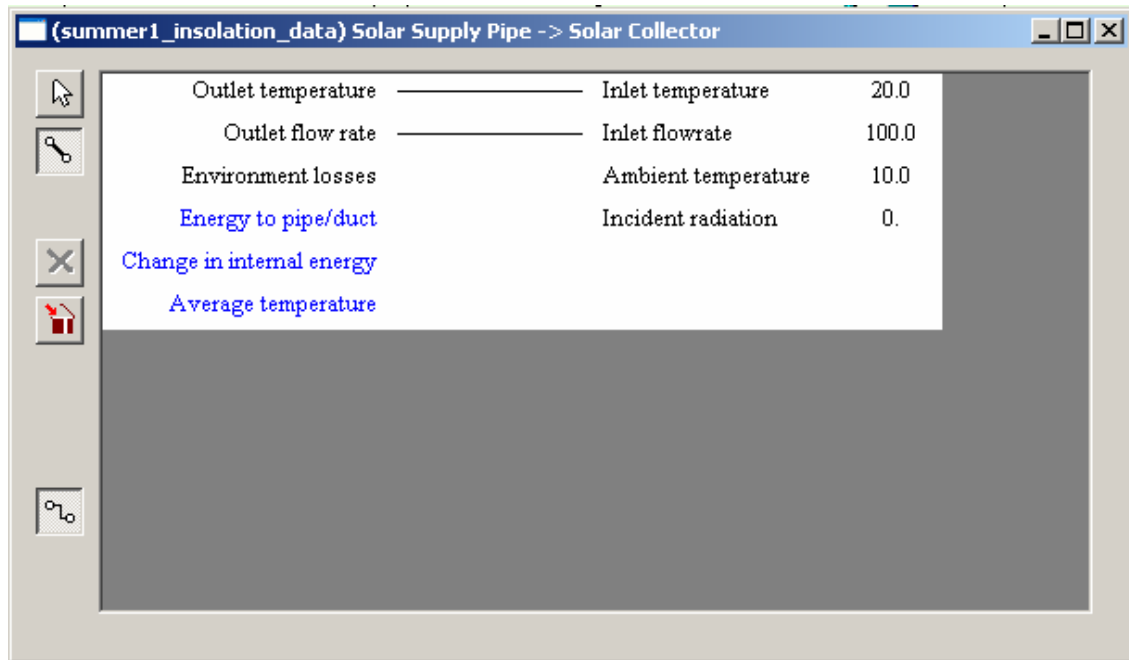 (summer1_insolation_data) Solar Supply Pipe -> Solar Collector
Outlet temperature Inlet temperature 20.0
Outlet flow rate Inlet flowrate 100.0
Environment losses Ambient temperature 10.0
Energy to pipe/duct Incident radiation 0.
Change in internal energy
Average temperature